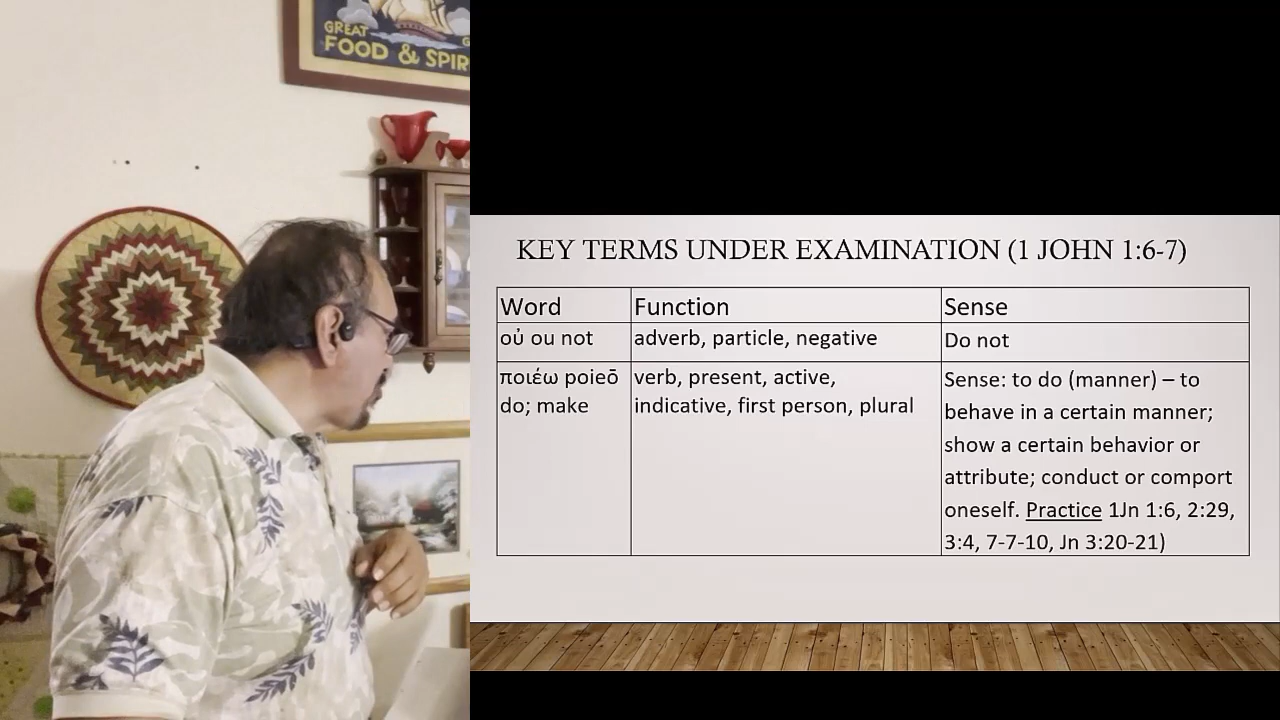 GREAT
FOOD & SPIR
KEY TERMS UNDER EXAMINATION (1 JOHN 1:6-7)
Word Function Sense
οὐ ou not adverb, particle, negative Do not
ποιέω poieō verb, present, active, Sense: to do (manner) – to
do; make indicative, first person, plural behave in a certain manner;
show a certain behavior or
attribute; conduct or comport
oneself. Practice 1Jn 1:6, 2:29,
3:4, 7-7-10, Jn 3:20-21)